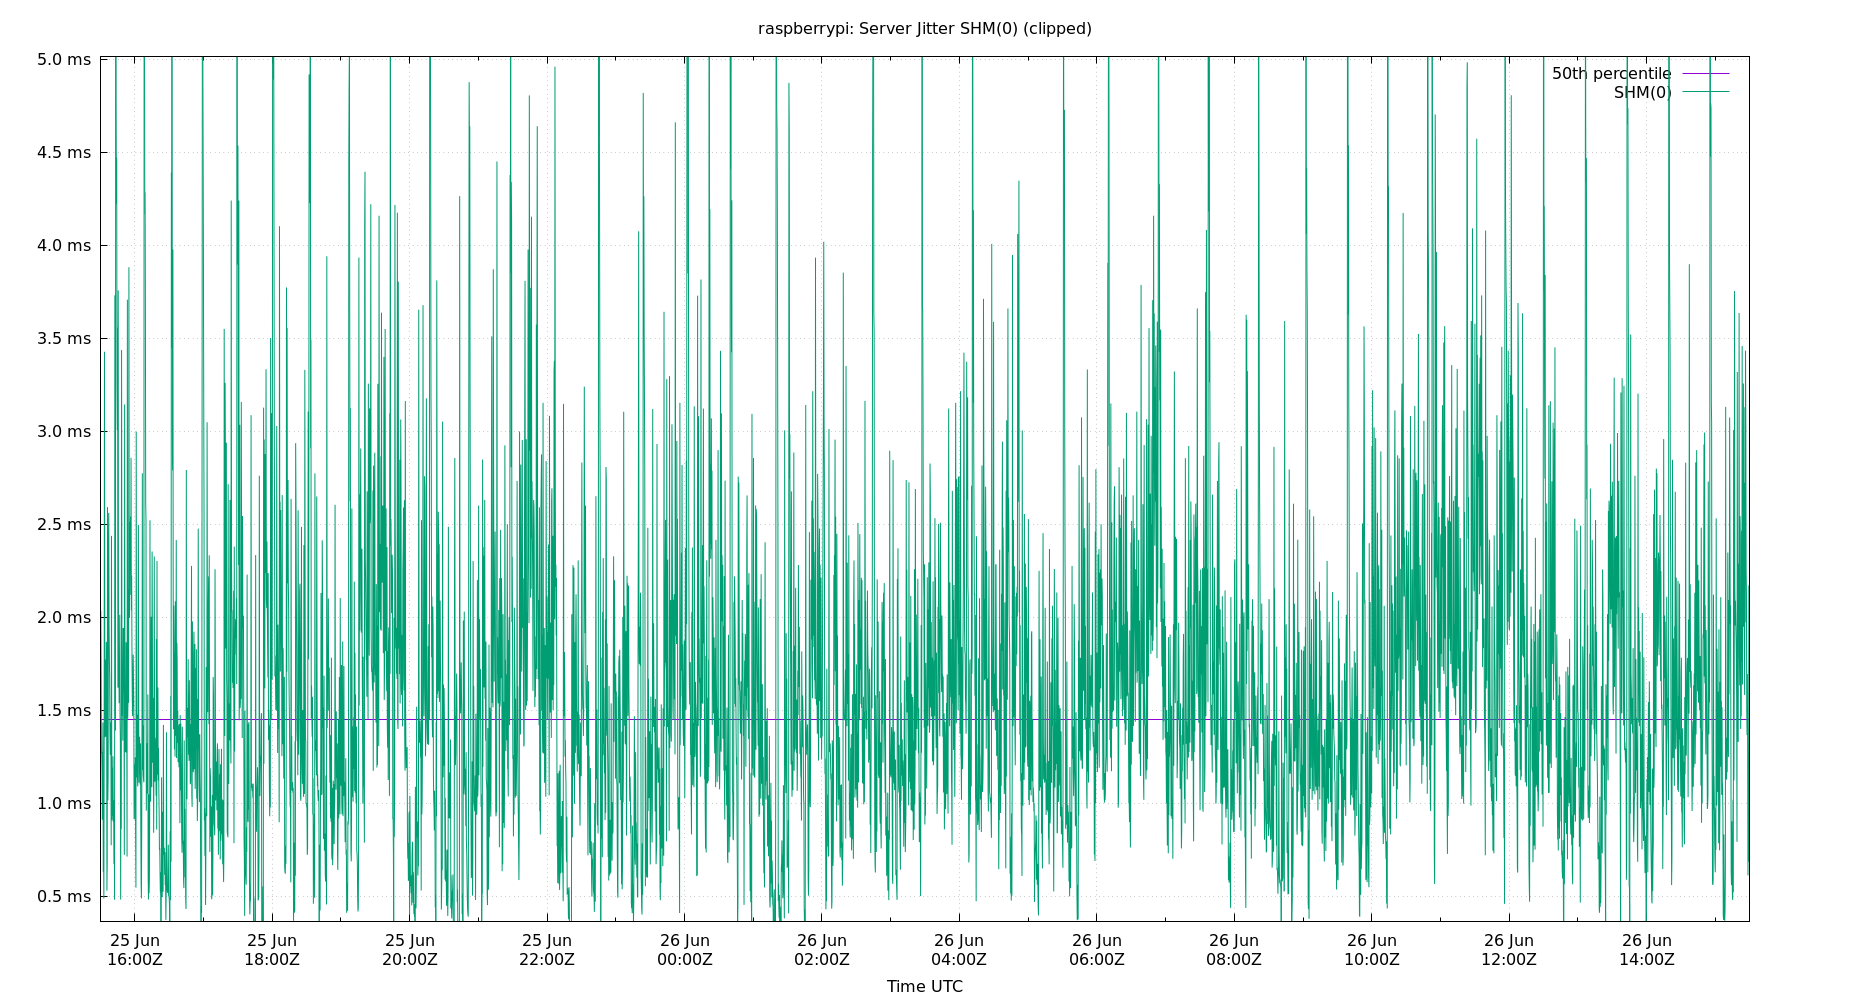 raspberrypi: Server Jitter SHM(0) (clipped)
5.0 ms
4.5 ms
4.0 ms
3.5 ms
3.0 ms
2.5 ms
2.0 ms
1.5 ms
1.0 ms
0.5 ms
50th percentile
SHM(0)
25 Jun 25 Jun 25 Jun 25 Jun 26 Jun 26 Jun 26 Jun 26 Jun 26 Jun 26 Jun 26 Jun 26 Jun
16:00Z 18:00Z 20:00Z 22:00Z 00:00Z 02:00Z 04:00Z 06:00Z 08:00Z 10:00Z 12:00Z 14:00Z
Time UTC